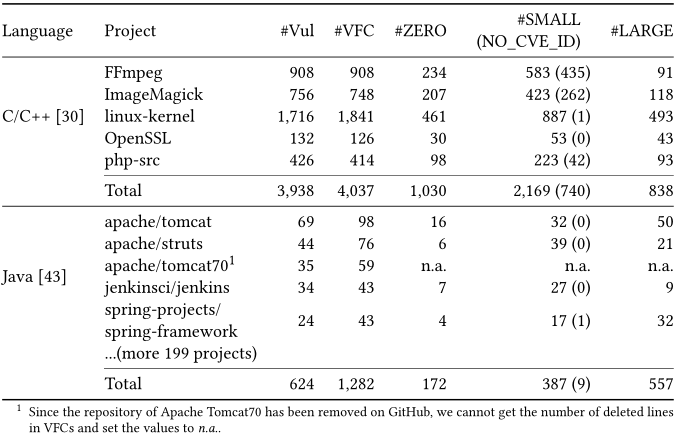 Language Project #Vul #VFC #ZERO #SMALL (NO_CVE_ID) #LARGE
C/C++ [30]
FFmpeg 908 908 234 583 (435) 91
ImageMagick 756 748 207 423 (262) 118
linux-kernel 1,716 1,841 461 887 (1) 493
OpenSSL 132 126 30 53 (0) 43
php-src 426 414 98 223 (42) 93
Total 3,938 4,037 1,030 2,169 (740) 838
Java [43]
apache/tomcat 69 98 16 32 (0) 50
apache/struts 44 76 6 39 (0) 21
apache/tomcat70¹ 35 59 n.a. n.a. n.a.
jenkinsci/jenkins 34 43 7 27 (0) 9
spring-projects/
spring-framework 24 43 4 17 (1) 32
...(more 199 projects)
Total 624 1,282 172 387 (9) 557
¹ Since the repository of Apache Tomcat70 has been removed on GitHub, we cannot get the number of deleted lines
in VFCs and set the values to n.a..